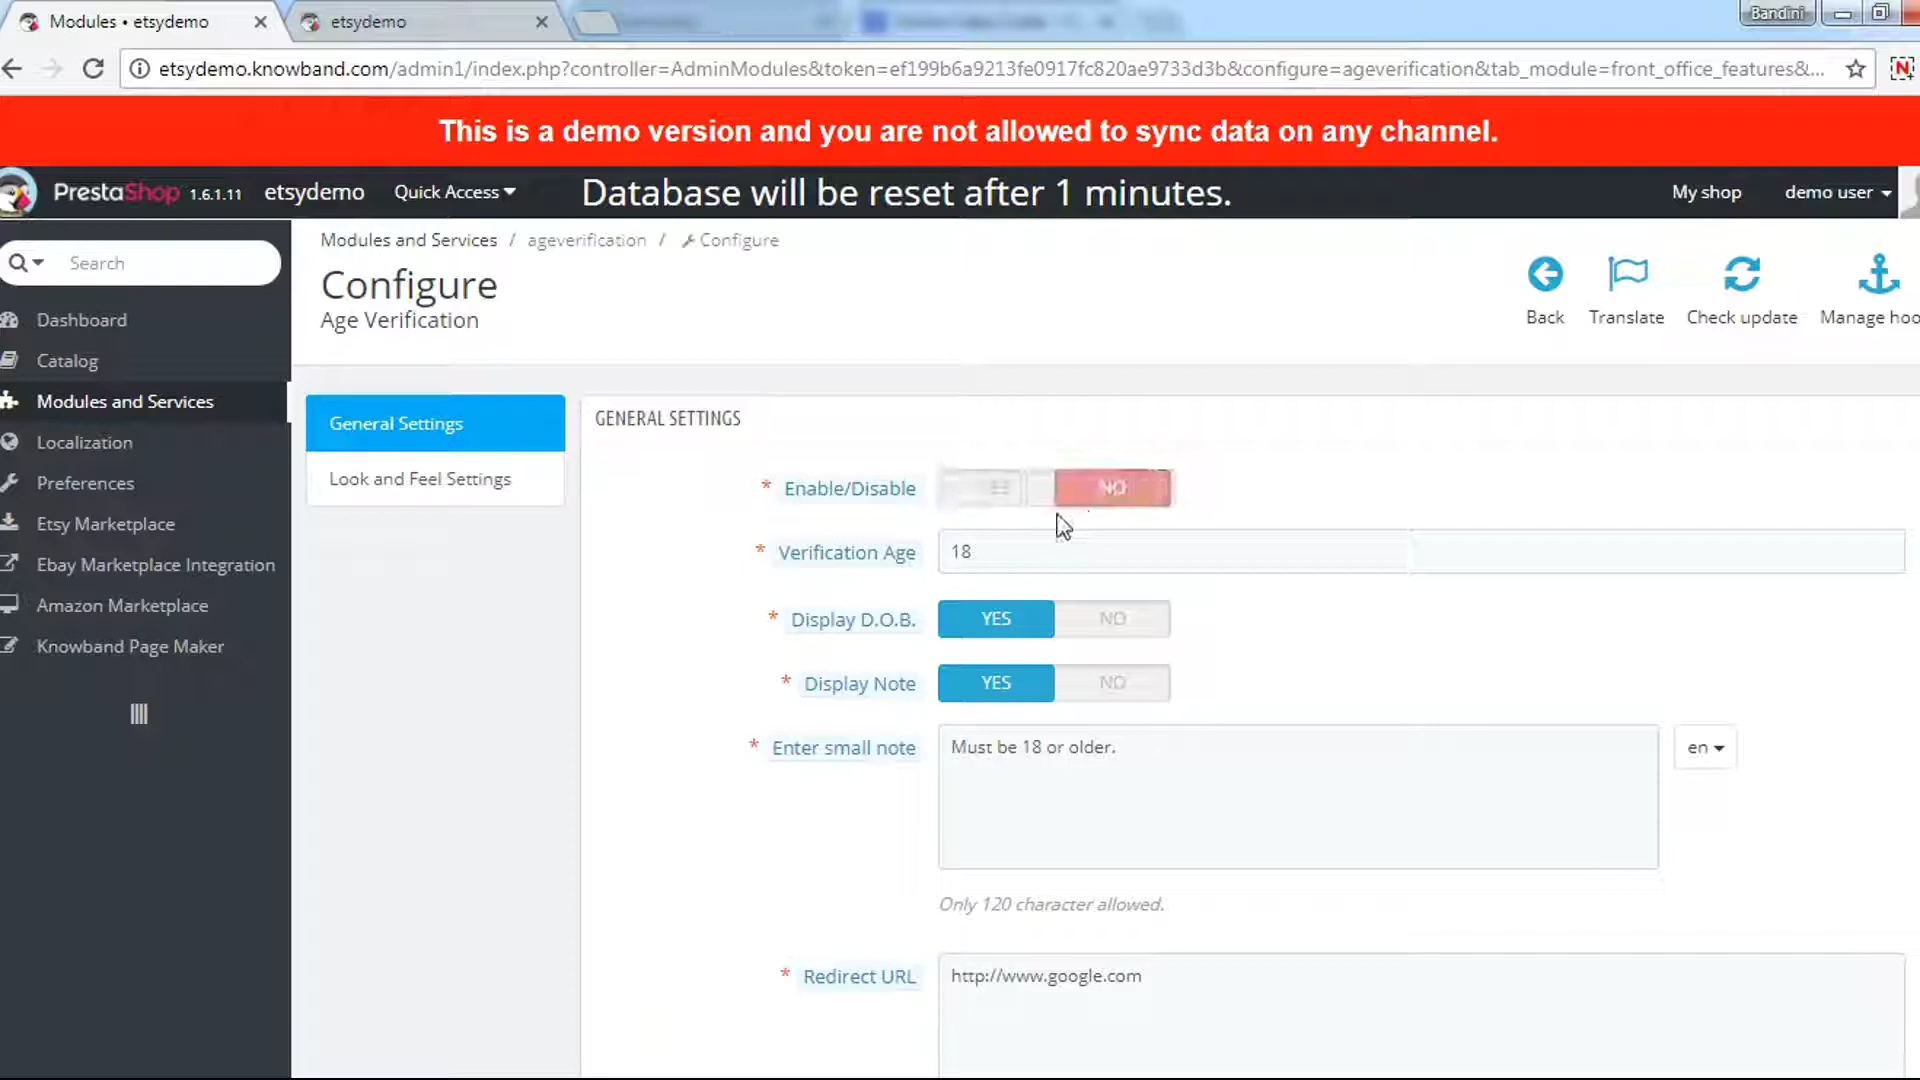 Modules • etsydemo
etsydemo
Bandini
etsydemo.knowband.com/admin1/index.php?controller=AdminModules&token=ef199b6a9213fe0917fc820ae9733d3b&configure=ageverification&tab_module=front_office_features&...
N
This is a demo version and you are not allowed to sync data on any channel.
PrestaShop 1.6.1.11 etsydemo Quick Access Database will be reset after 1 minutes. My shop demo user
Search
Modules and Services / ageverification / Configure
Configure
Age Verification
Back Translate Check update Manage hoo
Dashboard
Catalog
Modules and Services
Localization
Preferences
Etsy Marketplace
Ebay Marketplace Integration
Amazon Marketplace
Knowband Page Maker
General Settings
Look and Feel Settings
GENERAL SETTINGS
* Enable/Disable NO
* Verification Age 18
* Display D.O.B. YES NO
* Display Note YES NO
* Enter small note Must be 18 or older. en
Only 120 character allowed.
* Redirect URL http://www.google.com